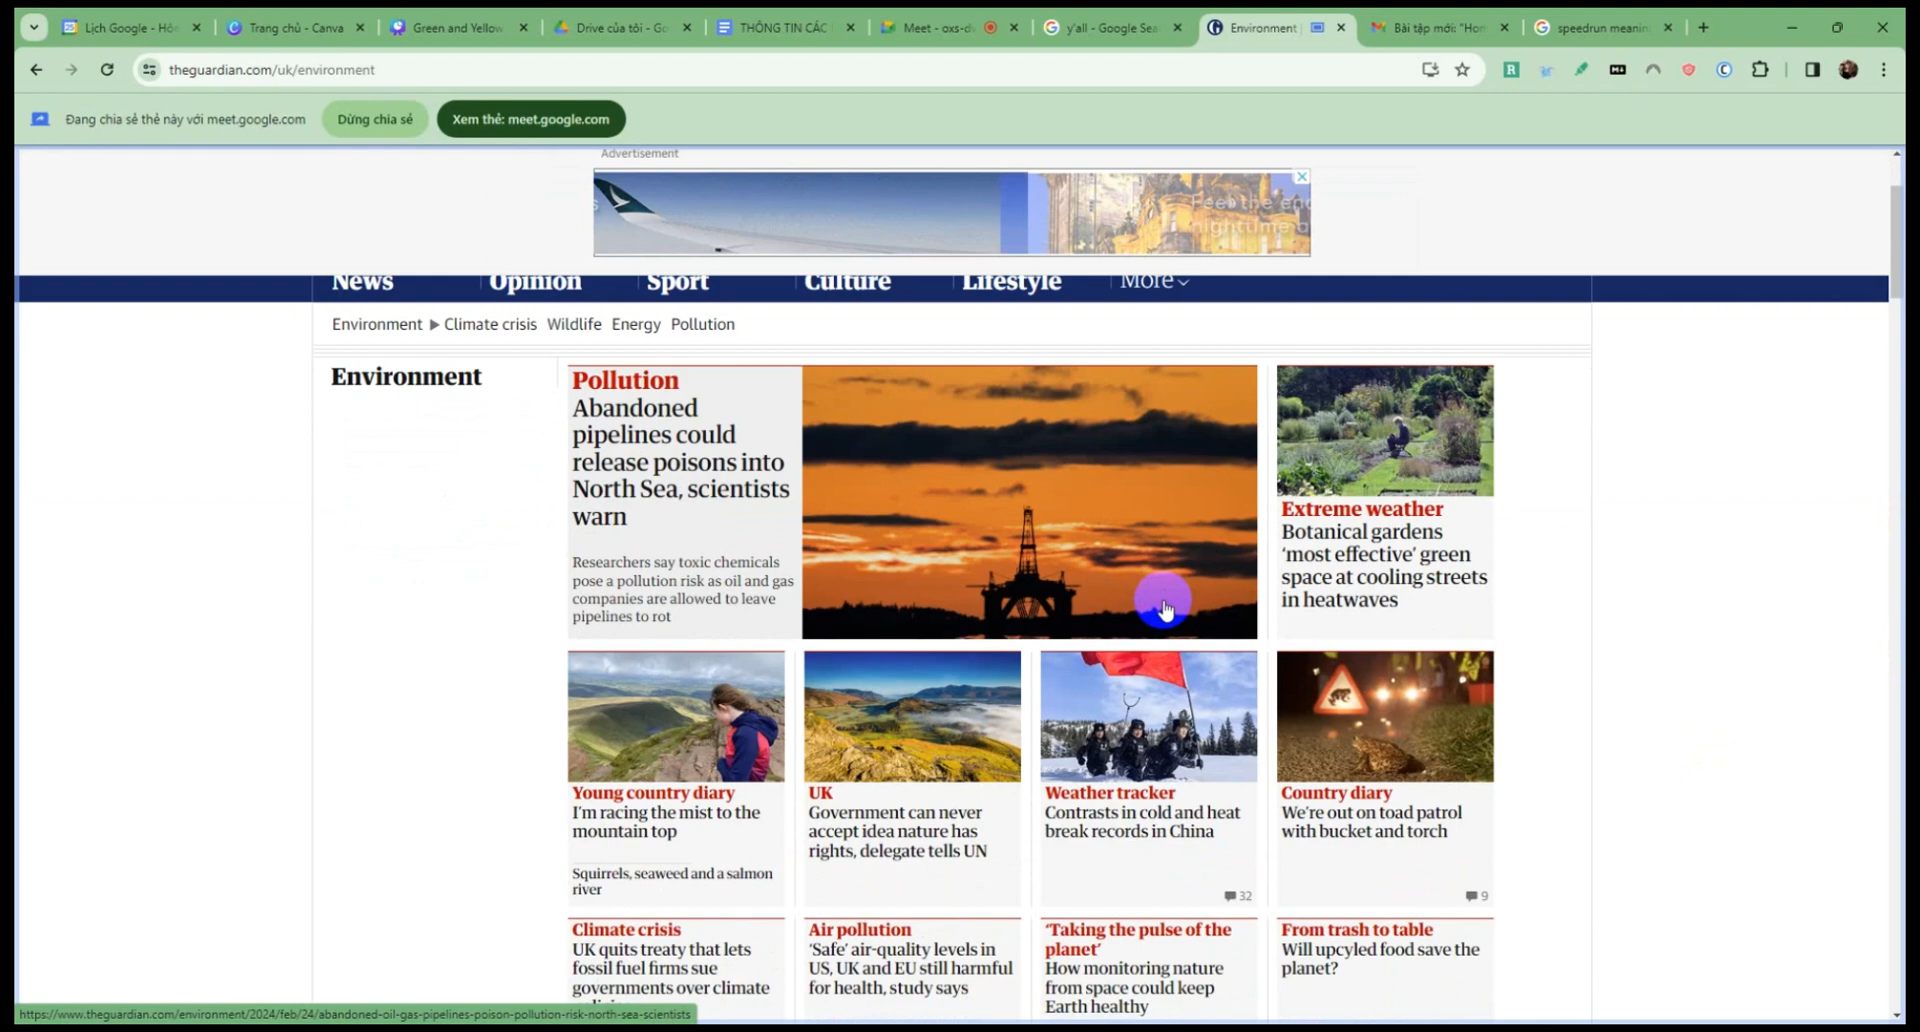 Lịch Google - Hồ
Trang chủ - Canva
Green and Yellow
Drive của tôi - Go
THÔNG TIN CÁC
Meet - oxs-dv
y'all - Google Sea
Environment
Bài tập mới: "Hom
speedrun meanin
theguardian.com/uk/environment
Đang chia sẻ thẻ này với meet.google.com
Dừng chia sẻ
Xem thẻ: meet.google.com
Advertisement
Feel the en
nighttime a
News
Opinion
Sport
Culture
Lifestyle
More
Environment
Climate crisis
Wildlife
Energy
Pollution
Environment
Pollution
Abandoned
pipelines could
release poisons into
North Sea, scientists
warn
Researchers say toxic chemicals
pose a pollution risk as oil and gas
companies are allowed to leave
pipelines to rot
Extreme weather
Botanical gardens
‘most effective’ green
space at cooling streets
in heatwaves
Young country diary
I’m racing the mist to the
mountain top
Squirrels, seaweed and a salmon
river
UK
Government can never
accept idea nature has
rights, delegate tells UN
Weather tracker
Contrasts in cold and heat
break records in China
32
Country diary
We’re out on toad patrol
with bucket and torch
9
Climate crisis
UK quits treaty that lets
fossil fuel firms sue
governments over climate
Air pollution
‘Safe’ air-quality levels in
US, UK and EU still harmful
for health, study says
‘Taking the pulse of the
planet’
How monitoring nature
from space could keep
Earth healthy
From trash to table
Will upcyled food save the
planet?
https://www.theguardian.com/environment/2024/feb/24/abandoned-oil-gas-pipelines-poison-pollution-risk-north-sea-scientists